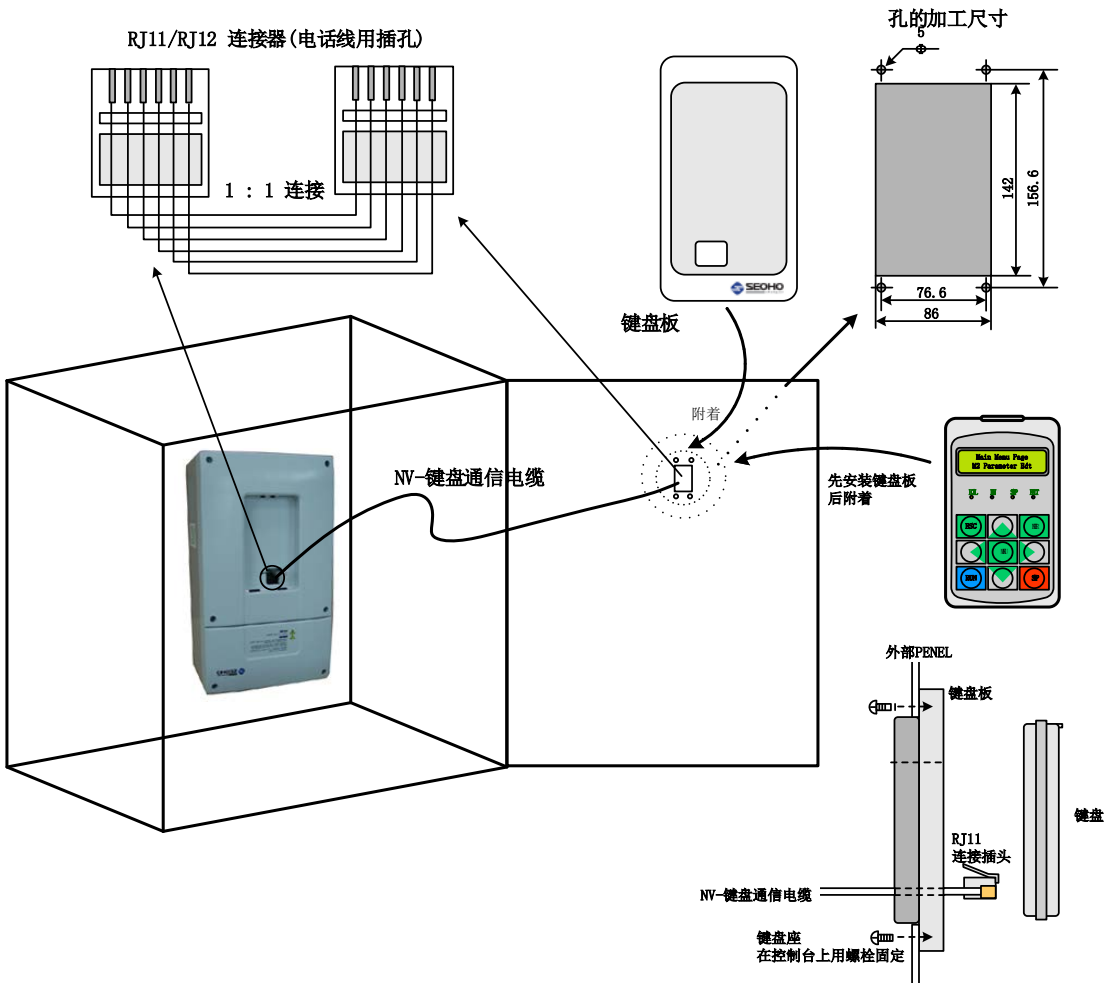 孔的加工尺寸
5
RJ11/RJ12 连接器(电话线用插孔)
1 : 1 连接
142
156.6
76.6
86
SEOHO
键盘板
附着
NV-键盘通信电缆
先安装键盘板
后附着
Main Menu Page
M2 Parameter Edt
ESC
RUN
外部PENEL
键盘板
键盘
RJ11
连接插头
NV-键盘通信电缆
键盘座
在控制台上用螺栓固定